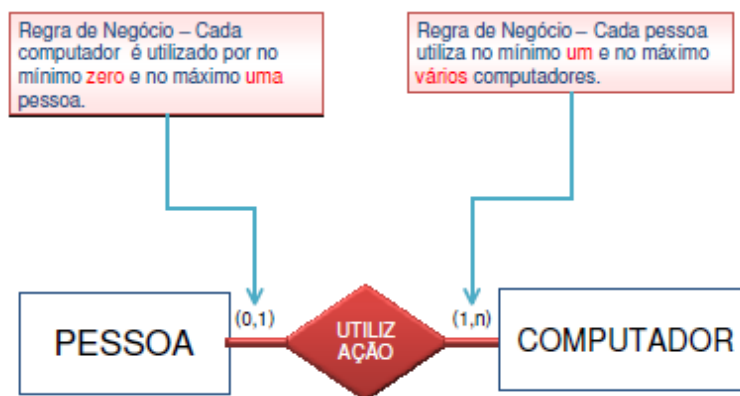 Regra de Negócio – Cada
computador é utilizado por no
mínimo zero e no máximo uma
pessoa.
Regra de Negócio – Cada pessoa
utiliza no mínimo um e no máximo
vários computadores.
PESSOA
(0,1)
UTILIZ
AÇÃO
(1,n)
COMPUTADOR